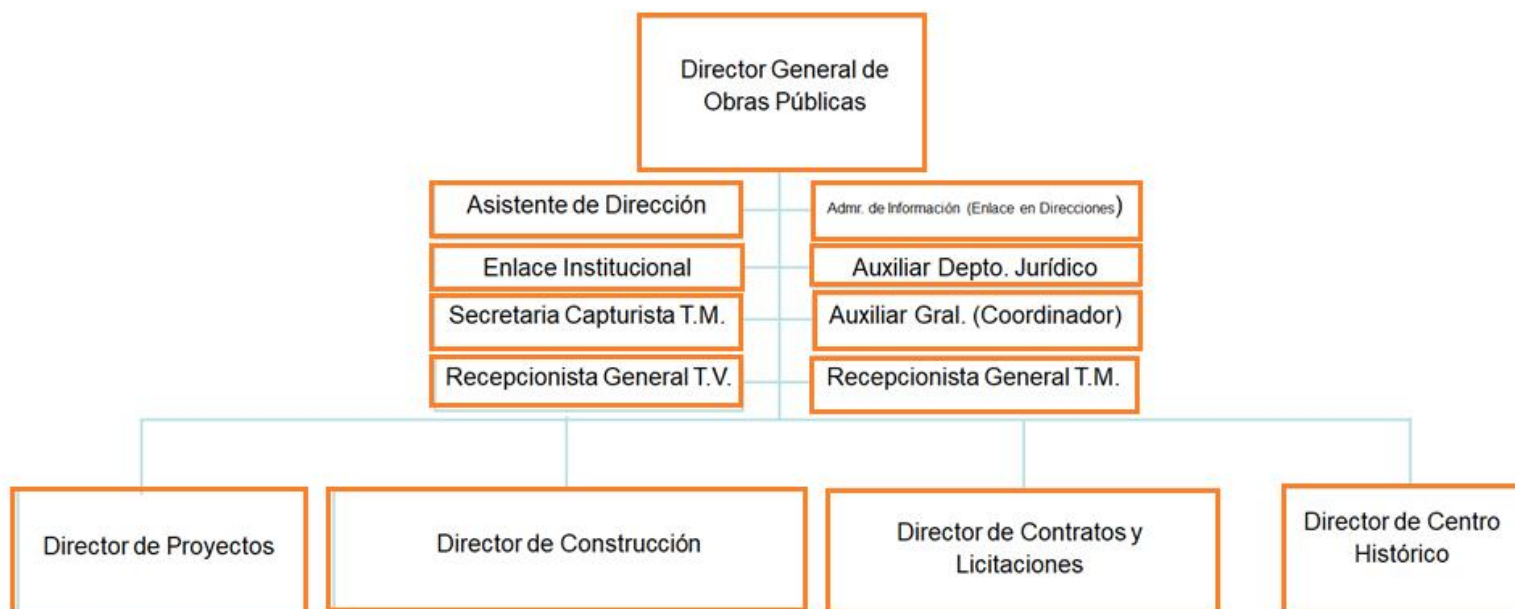 Director General de
Obras Públicas
Asistente de Dirección
Admr. de Información (Enlace en Direcciones)
Enlace Institucional
Auxiliar Depto. Jurídico
Secretaria Capturista T.M.
Auxiliar Gral. (Coordinador)
Recepcionista General T.V.
Recepcionista General T.M.
Director de Proyectos
Director de Construcción
Director de Contratos y
Licitaciones
Director de Centro
Histórico